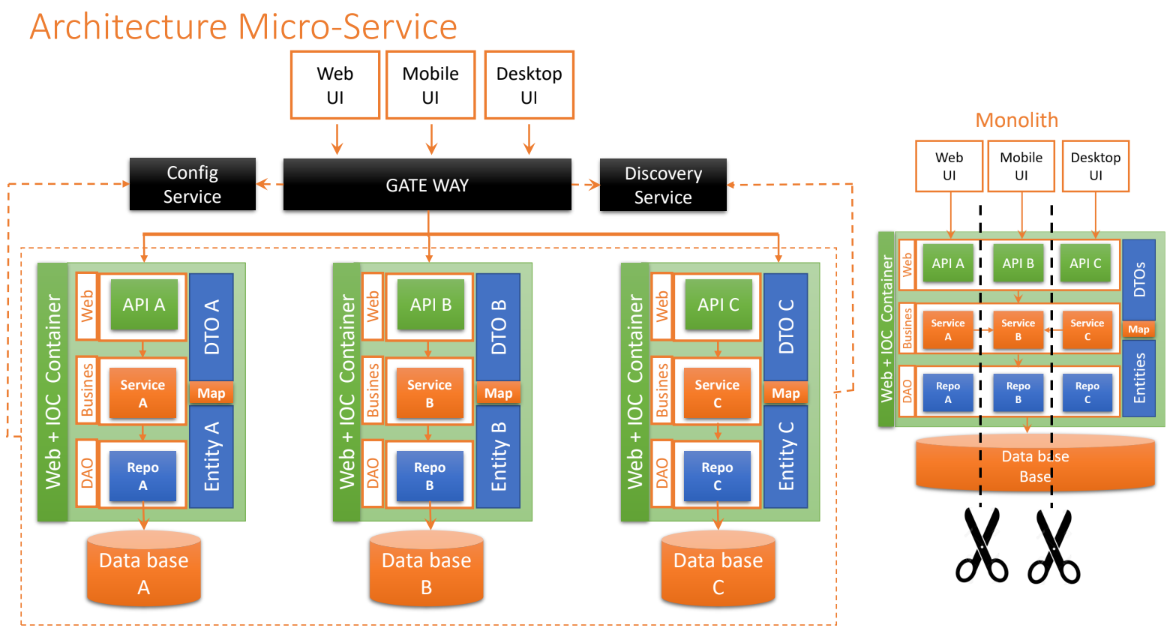 Architecture Micro-Service
Web
UI
Mobile
UI
Desktop
UI
Config
Service
GATE WAY
Discovery
Service
Web + IOC Container
Web
API A
DTO A
Busines
Service
A
Map
DAO
Repo
A
Entity A
Data base
A
Web + IOC Container
Web
API B
DTO B
Busines
Service
B
Map
DAO
Repo
B
Entity B
Data base
B
Web + IOC Container
Web
API C
DTO C
Busines
Service
C
Map
DAO
Repo
C
Entity C
Data base
C
Monolith
Web
UI
Mobile
UI
Desktop
UI
Web + IOC Container
Web
API A
API B
API C
DTOs
Busines
Service
A
Service
B
Service
C
Map
DAO
Repo
A
Repo
B
Repo
C
Entities
Data base
Base